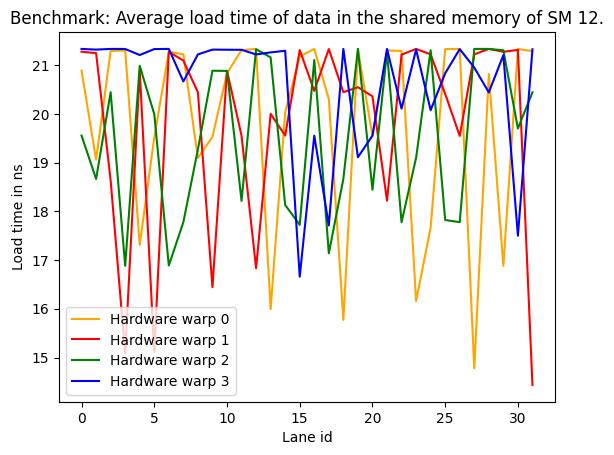 Benchmark: Average load time of data in the shared memory of SM 12.
Load time in ns
21
20
19
18
17
16
15
Hardware warp 0
Hardware warp 1
Hardware warp 2
Hardware warp 3
0 5 10 15 20 25 30
Lane id